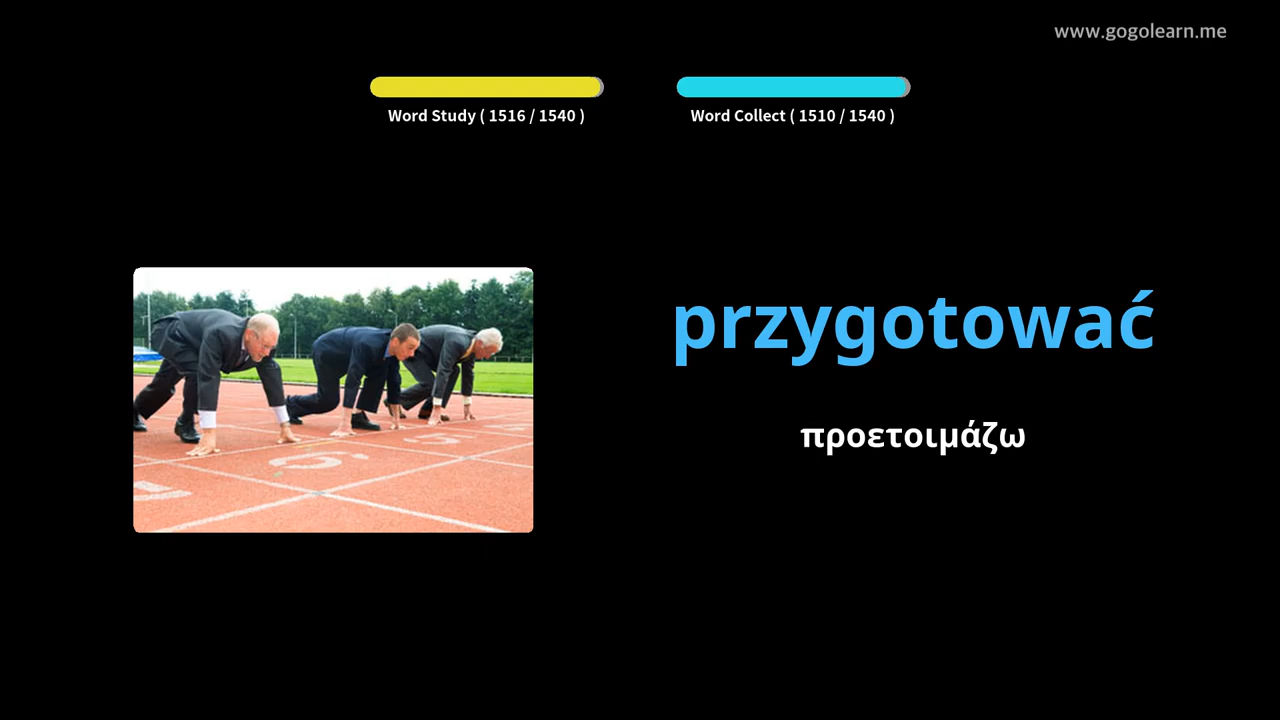 www.gogolearn.me
Word Study ( 1516 / 1540 )
Word Collect ( 1510 / 1540 )
przygotować
προετοιμάζω